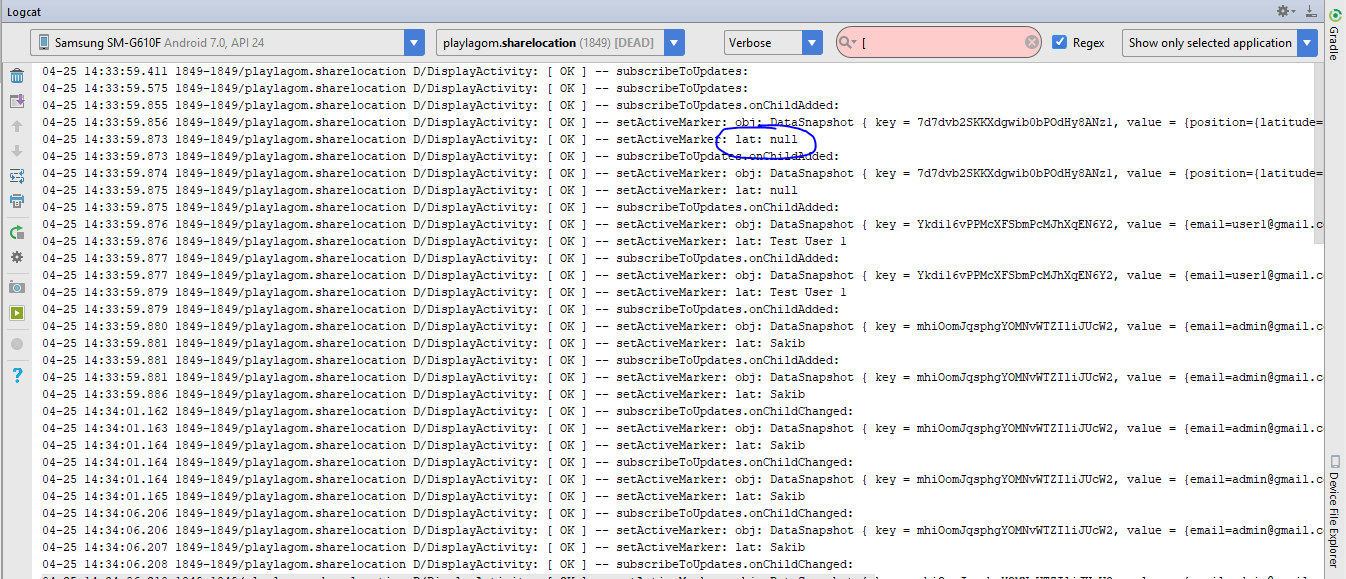 Logcat
Samsung SM-G610F Android 7.0, API 24
playlagom.sharelocation (1849) [DEAD]
Verbose
[
Regex
Show only selected application
Gradle
04-25 14:33:59.411 1849-1849/playlagom.sharelocation D/DisplayActivity: [ OK ] -- subscribeToUpdates:
04-25 14:33:59.575 1849-1849/playlagom.sharelocation D/DisplayActivity: [ OK ] -- subscribeToUpdates:
04-25 14:33:59.855 1849-1849/playlagom.sharelocation D/DisplayActivity: [ OK ] -- subscribeToUpdates.onChildAdded:
04-25 14:33:59.856 1849-1849/playlagom.sharelocation D/DisplayActivity: [ OK ] -- setActiveMarker: obj: DataSnapshot { key = 7d7dvb2SKKXdgwib0bPOdHy8ANz1, value = {position={latitude=
04-25 14:33:59.873 1849-1849/playlagom.sharelocation D/DisplayActivity: [ OK ] -- setActiveMarker: lat: null
04-25 14:33:59.873 1849-1849/playlagom.sharelocation D/DisplayActivity: [ OK ] -- subscribeToUpdates.onChildAdded:
04-25 14:33:59.874 1849-1849/playlagom.sharelocation D/DisplayActivity: [ OK ] -- setActiveMarker: obj: DataSnapshot { key = 7d7dvb2SKKXdgwib0bPOdHy8ANz1, value = {position={latitude=
04-25 14:33:59.875 1849-1849/playlagom.sharelocation D/DisplayActivity: [ OK ] -- setActiveMarker: lat: null
04-25 14:33:59.875 1849-1849/playlagom.sharelocation D/DisplayActivity: [ OK ] -- subscribeToUpdates.onChildAdded:
04-25 14:33:59.876 1849-1849/playlagom.sharelocation D/DisplayActivity: [ OK ] -- setActiveMarker: obj: DataSnapshot { key = Ykdil6vPPMcXFSbmPcMJhXqEN6Y2, value = {email=user1@gmail.c
04-25 14:33:59.876 1849-1849/playlagom.sharelocation D/DisplayActivity: [ OK ] -- setActiveMarker: lat: Test User 1
04-25 14:33:59.877 1849-1849/playlagom.sharelocation D/DisplayActivity: [ OK ] -- subscribeToUpdates.onChildAdded:
04-25 14:33:59.877 1849-1849/playlagom.sharelocation D/DisplayActivity: [ OK ] -- setActiveMarker: obj: DataSnapshot { key = Ykdil6vPPMcXFSbmPcMJhXqEN6Y2, value = {email=user1@gmail.c
04-25 14:33:59.879 1849-1849/playlagom.sharelocation D/DisplayActivity: [ OK ] -- setActiveMarker: lat: Test User 1
04-25 14:33:59.879 1849-1849/playlagom.sharelocation D/DisplayActivity: [ OK ] -- subscribeToUpdates.onChildAdded:
04-25 14:33:59.880 1849-1849/playlagom.sharelocation D/DisplayActivity: [ OK ] -- setActiveMarker: obj: DataSnapshot { key = mhiOomJqsphgYOMNvWTZIliJUcW2, value = {email=admin@gmail.c
04-25 14:33:59.881 1849-1849/playlagom.sharelocation D/DisplayActivity: [ OK ] -- setActiveMarker: lat: Sakib
04-25 14:33:59.881 1849-1849/playlagom.sharelocation D/DisplayActivity: [ OK ] -- subscribeToUpdates.onChildAdded:
04-25 14:33:59.881 1849-1849/playlagom.sharelocation D/DisplayActivity: [ OK ] -- setActiveMarker: obj: DataSnapshot { key = mhiOomJqsphgYOMNvWTZIliJUcW2, value = {email=admin@gmail.c
04-25 14:33:59.886 1849-1849/playlagom.sharelocation D/DisplayActivity: [ OK ] -- setActiveMarker: lat: Sakib
04-25 14:34:01.162 1849-1849/playlagom.sharelocation D/DisplayActivity: [ OK ] -- subscribeToUpdates.onChildChanged:
04-25 14:34:01.163 1849-1849/playlagom.sharelocation D/DisplayActivity: [ OK ] -- setActiveMarker: obj: DataSnapshot { key = mhiOomJqsphgYOMNvWTZIliJUcW2, value = {email=admin@gmail.c
04-25 14:34:01.164 1849-1849/playlagom.sharelocation D/DisplayActivity: [ OK ] -- setActiveMarker: lat: Sakib
04-25 14:34:01.164 1849-1849/playlagom.sharelocation D/DisplayActivity: [ OK ] -- subscribeToUpdates.onChildChanged:
04-25 14:34:01.164 1849-1849/playlagom.sharelocation D/DisplayActivity: [ OK ] -- setActiveMarker: obj: DataSnapshot { key = mhiOomJqsphgYOMNvWTZIliJUcW2, value = {email=admin@gmail.c
04-25 14:34:01.165 1849-1849/playlagom.sharelocation D/DisplayActivity: [ OK ] -- setActiveMarker: lat: Sakib
04-25 14:34:06.206 1849-1849/playlagom.sharelocation D/DisplayActivity: [ OK ] -- subscribeToUpdates.onChildChanged:
04-25 14:34:06.206 1849-1849/playlagom.sharelocation D/DisplayActivity: [ OK ] -- setActiveMarker: obj: DataSnapshot { key = mhiOomJqsphgYOMNvWTZIliJUcW2, value = {email=admin@gmail.c
04-25 14:34:06.207 1849-1849/playlagom.sharelocation D/DisplayActivity: [ OK ] -- setActiveMarker: lat: Sakib
04-25 14:34:06.208 1849-1849/playlagom.sharelocation D/DisplayActivity: [ OK ] -- subscribeToUpdates.onChildChanged:
Device File Explorer